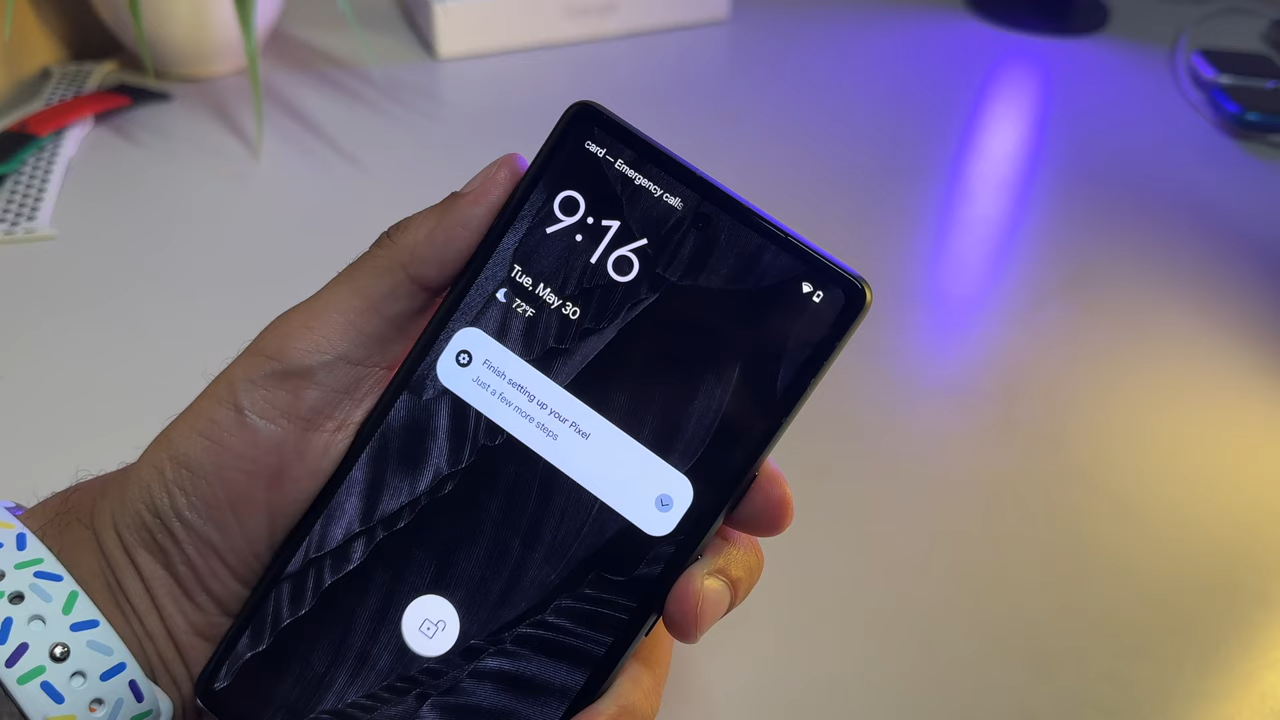 card — Emergency calls
9:16
Tue, May 30
72°F
Finish setting up your Pixel
Just a few more steps